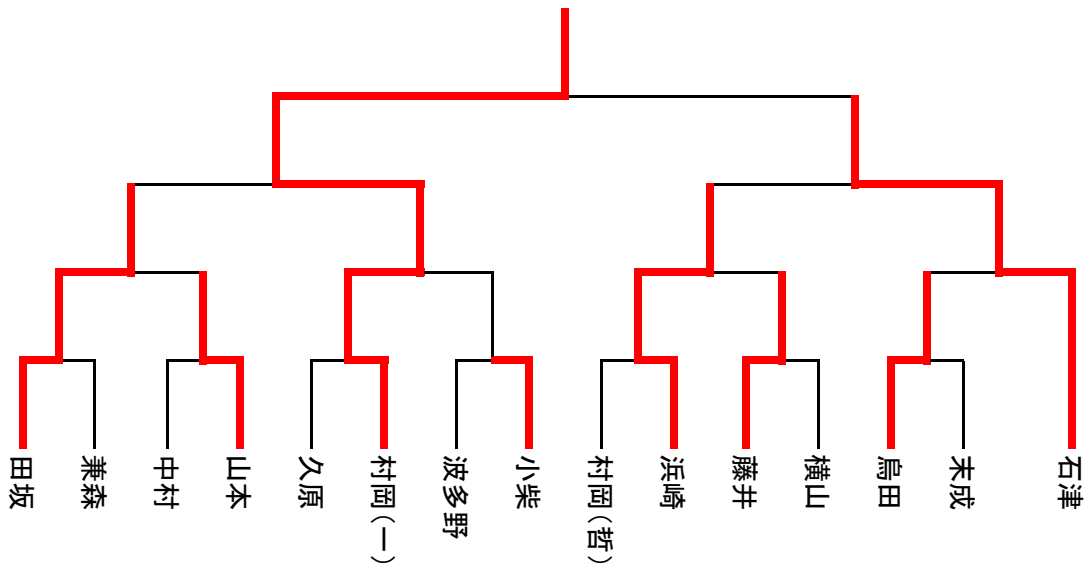 田坂
兼森
中村
山本
久原
村岡(一)
波多野
小柴
村岡(哲)
浜崎
藤井
横山
鳥田
末成
石津